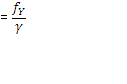 = f_Y / γ